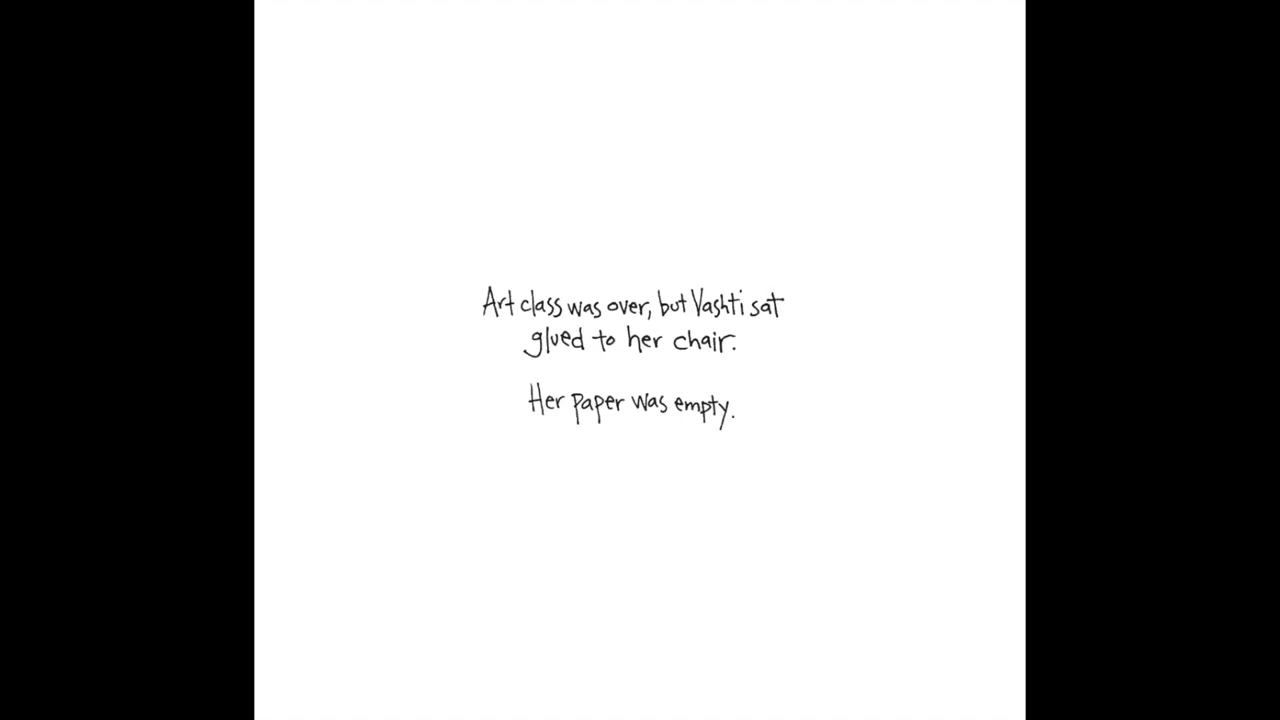 Art class was over, but Vashti sat
glued to her chair.
Her paper was empty.